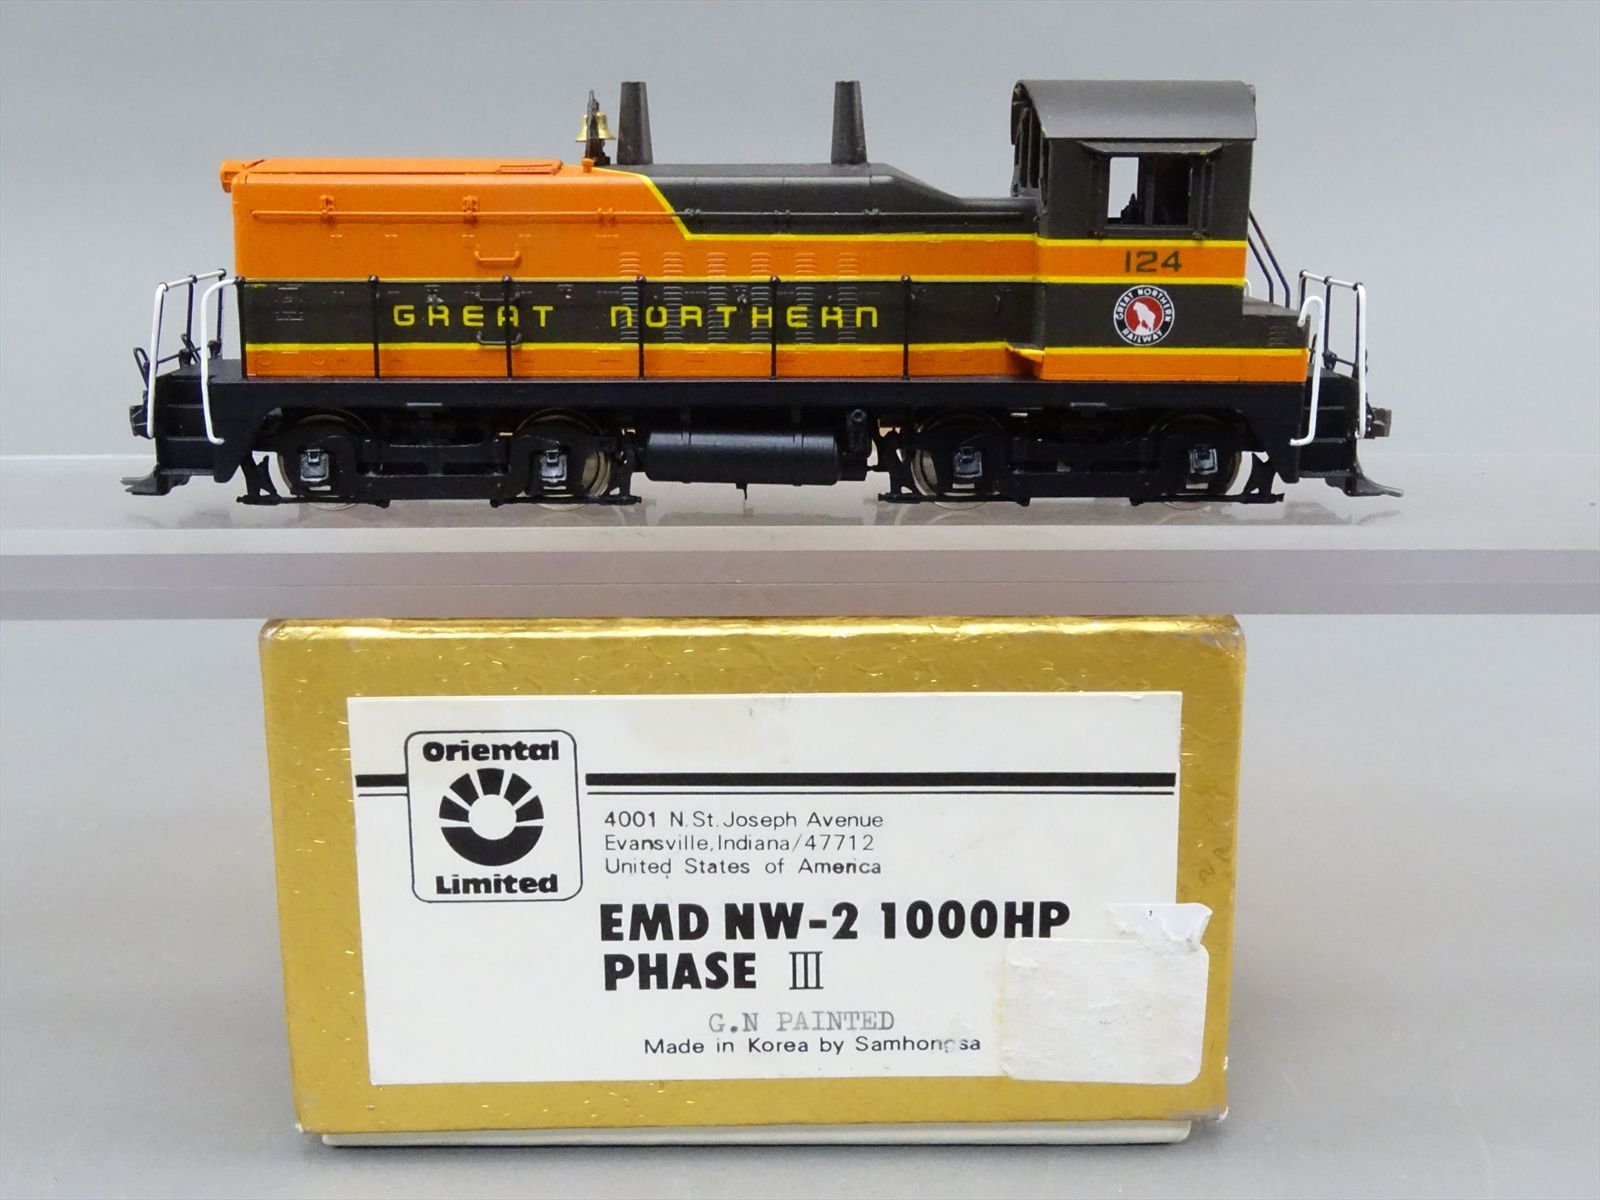 124
GREAT NORTHERN
RAILWAY
GREAT NORTHERN
Oriental
Limited
4001 N. St. Joseph Avenue
Evansville, Indiana/47712
United States of America
EMD NW-2 1000HP
PHASE III
G.N PAINTED
Made in Korea by Samhongsa